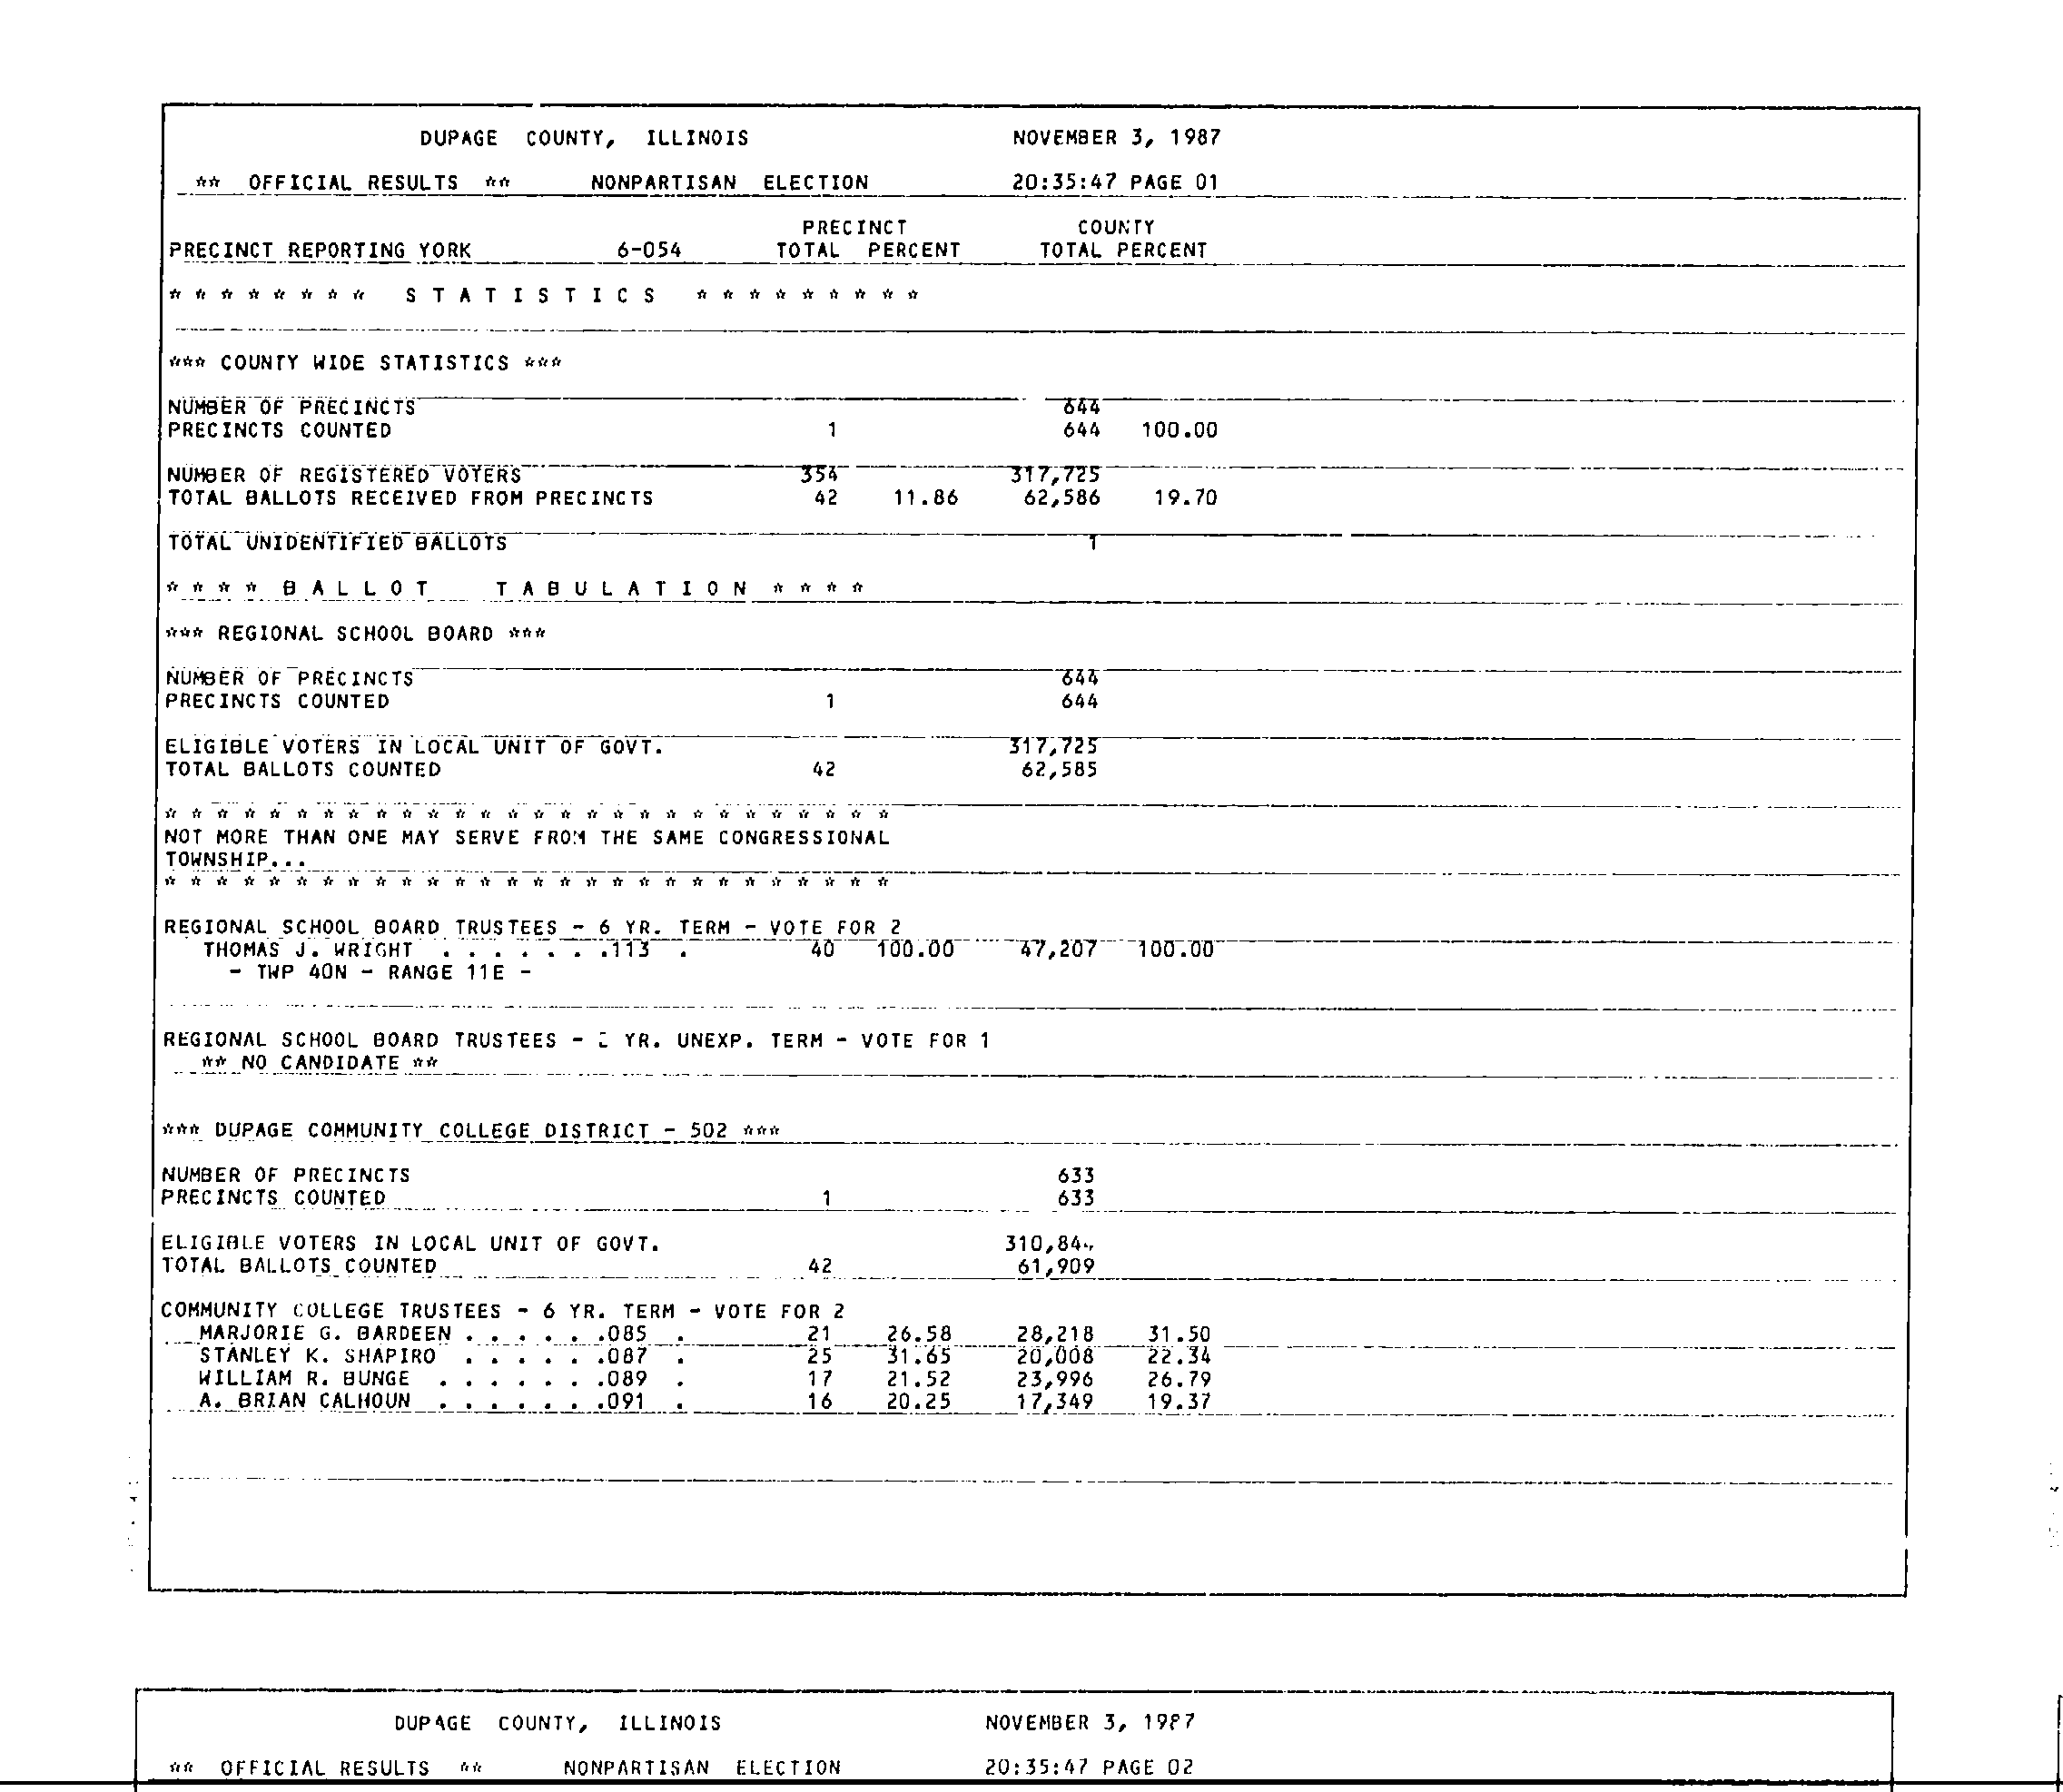 DUPAGE COUNTY, ILLINOIS NOVEMBER 3, 1987
** OFFICIAL RESULTS ** NONPARTISAN ELECTION 20:35:47 PAGE 01
PRECINCT COUNTY
PRECINCT REPORTING YORK 6-054 TOTAL PERCENT TOTAL PERCENT
* * * * * * * * S T A T I S T I C S * * * * * * * * *
*** COUNTY WIDE STATISTICS ***
NUMBER OF PRECINCTS 644
PRECINCTS COUNTED 1 644 100.00
NUMBER OF REGISTERED VOTERS 354 317,725
TOTAL BALLOTS RECEIVED FROM PRECINCTS 42 11.86 62,586 19.70
TOTAL UNIDENTIFIED BALLOTS 1
* * * * B A L L O T T A B U L A T I O N * * * *
*** REGIONAL SCHOOL BOARD ***
NUMBER OF PRECINCTS 644
PRECINCTS COUNTED 1 644
ELIGIBLE VOTERS IN LOCAL UNIT OF GOVT. 317,725
TOTAL BALLOTS COUNTED 42 62,585
* * * * * * * * * * * * * * * * * * * * * * * * * * * *
NOT MORE THAN ONE MAY SERVE FROM THE SAME CONGRESSIONAL
TOWNSHIP...
* * * * * * * * * * * * * * * * * * * * * * * * * * * *
REGIONAL SCHOOL BOARD TRUSTEES - 6 YR. TERM - VOTE FOR 2
THOMAS J. WRIGHT . . . . . . .113 . 40 100.00 47,207 100.00
- TWP 40N - RANGE 11E -
REGIONAL SCHOOL BOARD TRUSTEES - YR. UNEXP. TERM - VOTE FOR 1
** NO CANDIDATE **
*** DUPAGE COMMUNITY COLLEGE DISTRICT - 502 ***
NUMBER OF PRECINCTS 633
PRECINCTS COUNTED 1 633
ELIGIBLE VOTERS IN LOCAL UNIT OF GOVT.
TOTAL BALLOTS COUNTED 42 61,909
COMMUNITY COLLEGE TRUSTEES - 6 YR. TERM - VOTE FOR 2
MARJORIE G. BARDEEN . . . . . .085 . 21 26.58 28,218 31.50
STANLEY K. SHAPIRO . . . . . .087 . 25 31.65 20,008 22.34
WILLIAM R. BUNGE . . . . . . .089 . 17 21.52 23,996 26.79
A. BRIAN CALHOUN . . . . . . .091 . 16 20.25 17,349 19.37
DUPAGE COUNTY, ILLINOIS NOVEMBER 3, 1987
** OFFICIAL RESULTS ** NONPARTISAN ELECTION 20:35:47 PAGE 02